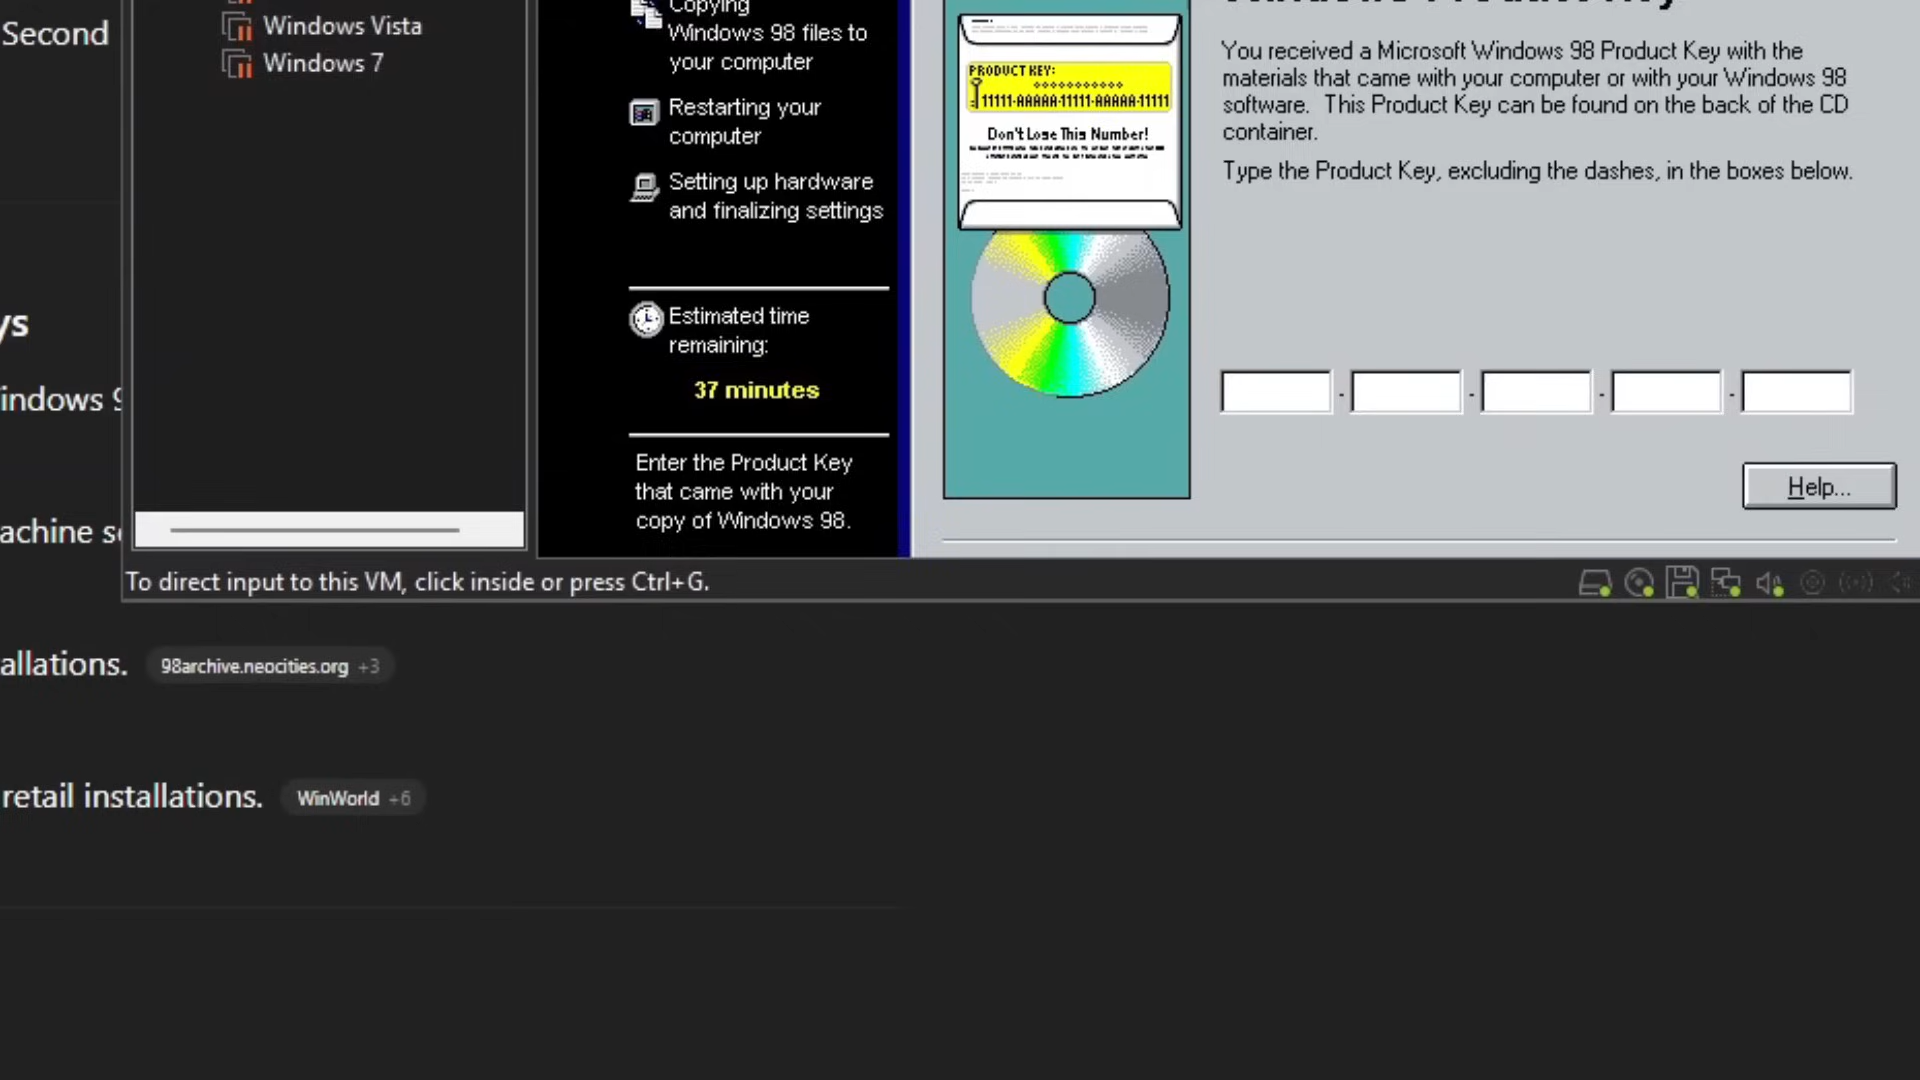 Second
Windows Vista
Windows 7
ys
indows 9
achine se
allations. 98archive.neocities.org +3
retail installations. WinWorld +6
Copying
Windows 98 files to
your computer
Restarting your
computer
Setting up hardware
and finalizing settings
Estimated time
remaining:
37 minutes
Enter the Product Key
that came with your
copy of Windows 98.
PRODUCT KEY:
11111-AAAAA-11111-AAAAA-11111
Don't Lose This Number!
Windows Product Key
You received a Microsoft Windows 98 Product Key with the
materials that came with your computer or with your Windows 98
software. This Product Key can be found on the back of the CD
container.
Type the Product Key, excluding the dashes, in the boxes below.
- - - -
Help...
To direct input to this VM, click inside or press Ctrl+G.